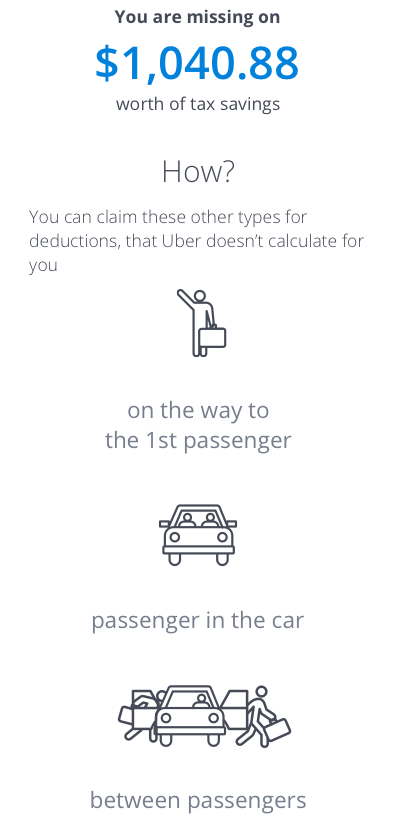 You are missing on
$1,040.88
worth of tax savings
How?
You can claim these other types for
deductions, that Uber doesn’t calculate for
you
on the way to
the 1st passenger
passenger in the car
between passengers